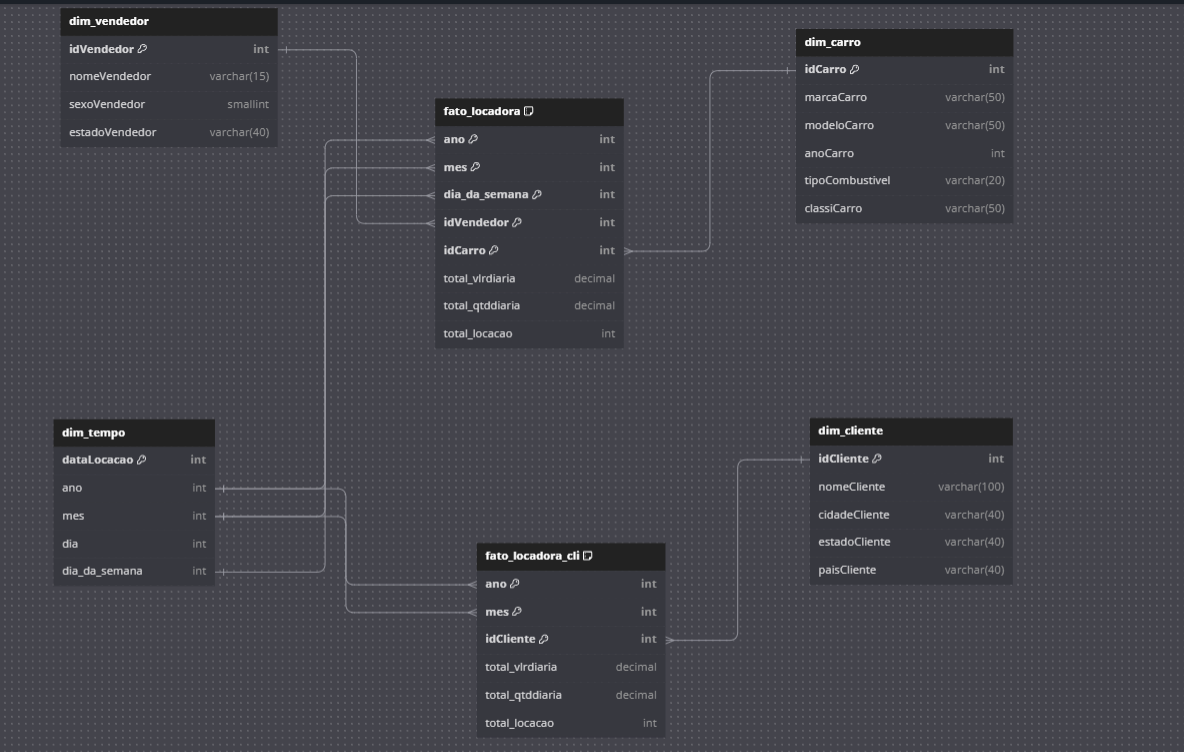 dim_vendedor
idVendedor int
nomeVendedor varchar(15)
sexoVendedor smallint
estadoVendedor varchar(40)
dim_carro
idCarro int
marcaCarro varchar(50)
modeloCarro varchar(50)
anoCarro int
tipoCombustivel varchar(20)
classiCarro varchar(50)
fato_locadora
ano int
mes int
dia_da_semana int
idVendedor int
idCarro int
total_vlrdiaria decimal
total_qtddiaria decimal
total_locacao int
dim_tempo
dataLocacao int
ano int
mes int
dia int
dia_da_semana int
dim_cliente
idCliente int
nomeCliente varchar(100)
cidadeCliente varchar(40)
estadoCliente varchar(40)
paisCliente varchar(40)
fato_locadora_cli
ano int
mes int
idCliente int
total_vlrdiaria decimal
total_qtddiaria decimal
total_locacao int